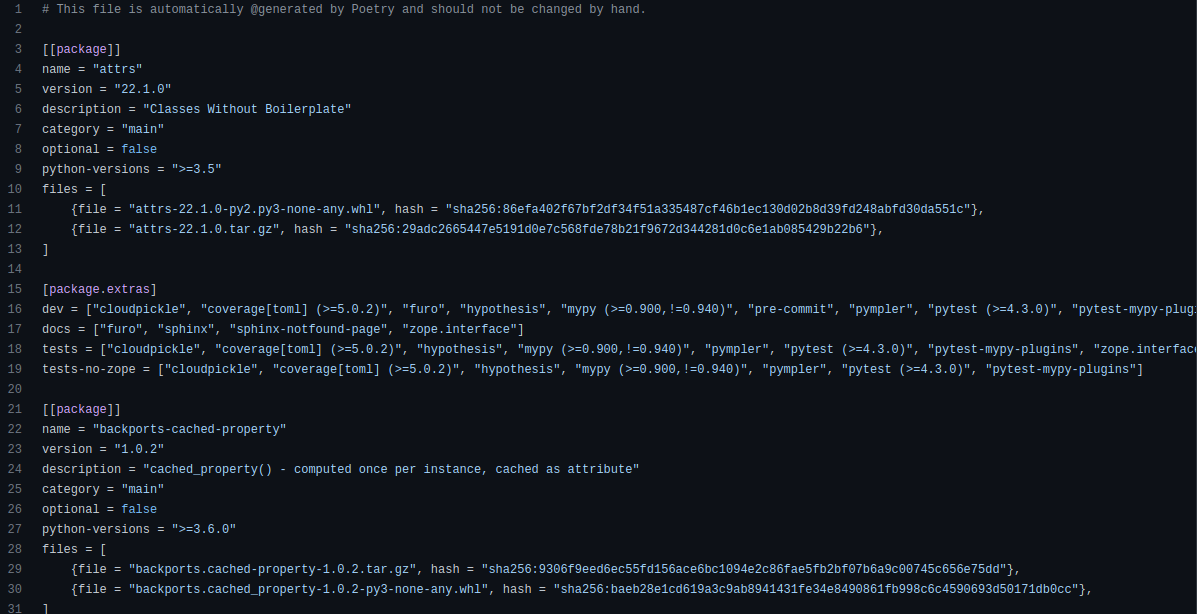 1 # This file is automatically @generated by Poetry and should not be changed by hand.
2
3 [[package]]
4 name = "attrs"
5 version = "22.1.0"
6 description = "Classes Without Boilerplate"
7 category = "main"
8 optional = false
9 python-versions = ">=3.5"
10 files = [
11     {file = "attrs-22.1.0-py2.py3-none-any.whl", hash = "sha256:86efa402f67bf2df34f51a335487cf46b1ec130d02b8d39fd248abfd30da551c"},
12     {file = "attrs-22.1.0.tar.gz", hash = "sha256:29adc2665447e5191d0e7c568fde78b21f9672d344281d0c6e1ab085429b22b6"},
13 ]
14
15 [package.extras]
16 dev = ["cloudpickle", "coverage[toml] (>=5.0.2)", "furo", "hypothesis", "mypy (>=0.900,!=0.940)", "pre-commit", "pympler", "pytest (>=4.3.0)", "pytest-mypy-plugi
17 docs = ["furo", "sphinx", "sphinx-notfound-page", "zope.interface"]
18 tests = ["cloudpickle", "coverage[toml] (>=5.0.2)", "hypothesis", "mypy (>=0.900,!=0.940)", "pympler", "pytest (>=4.3.0)", "pytest-mypy-plugins", "zope.interface
19 tests-no-zope = ["cloudpickle", "coverage[toml] (>=5.0.2)", "hypothesis", "mypy (>=0.900,!=0.940)", "pympler", "pytest (>=4.3.0)", "pytest-mypy-plugins"]
20
21 [[package]]
22 name = "backports-cached-property"
23 version = "1.0.2"
24 description = "cached_property() - computed once per instance, cached as attribute"
25 category = "main"
26 optional = false
27 python-versions = ">=3.6.0"
28 files = [
29     {file = "backports.cached-property-1.0.2.tar.gz", hash = "sha256:9306f9eed6ec55fd156ace6bc1094e2c86fae5fb2bf07b6a9c00745c656e75dd"},
30     {file = "backports.cached_property-1.0.2-py3-none-any.whl", hash = "sha256:baeb28e1cd619a3c9ab8941431fe34e8490861fb998c6c4590693d50171db0cc"},
31 ]